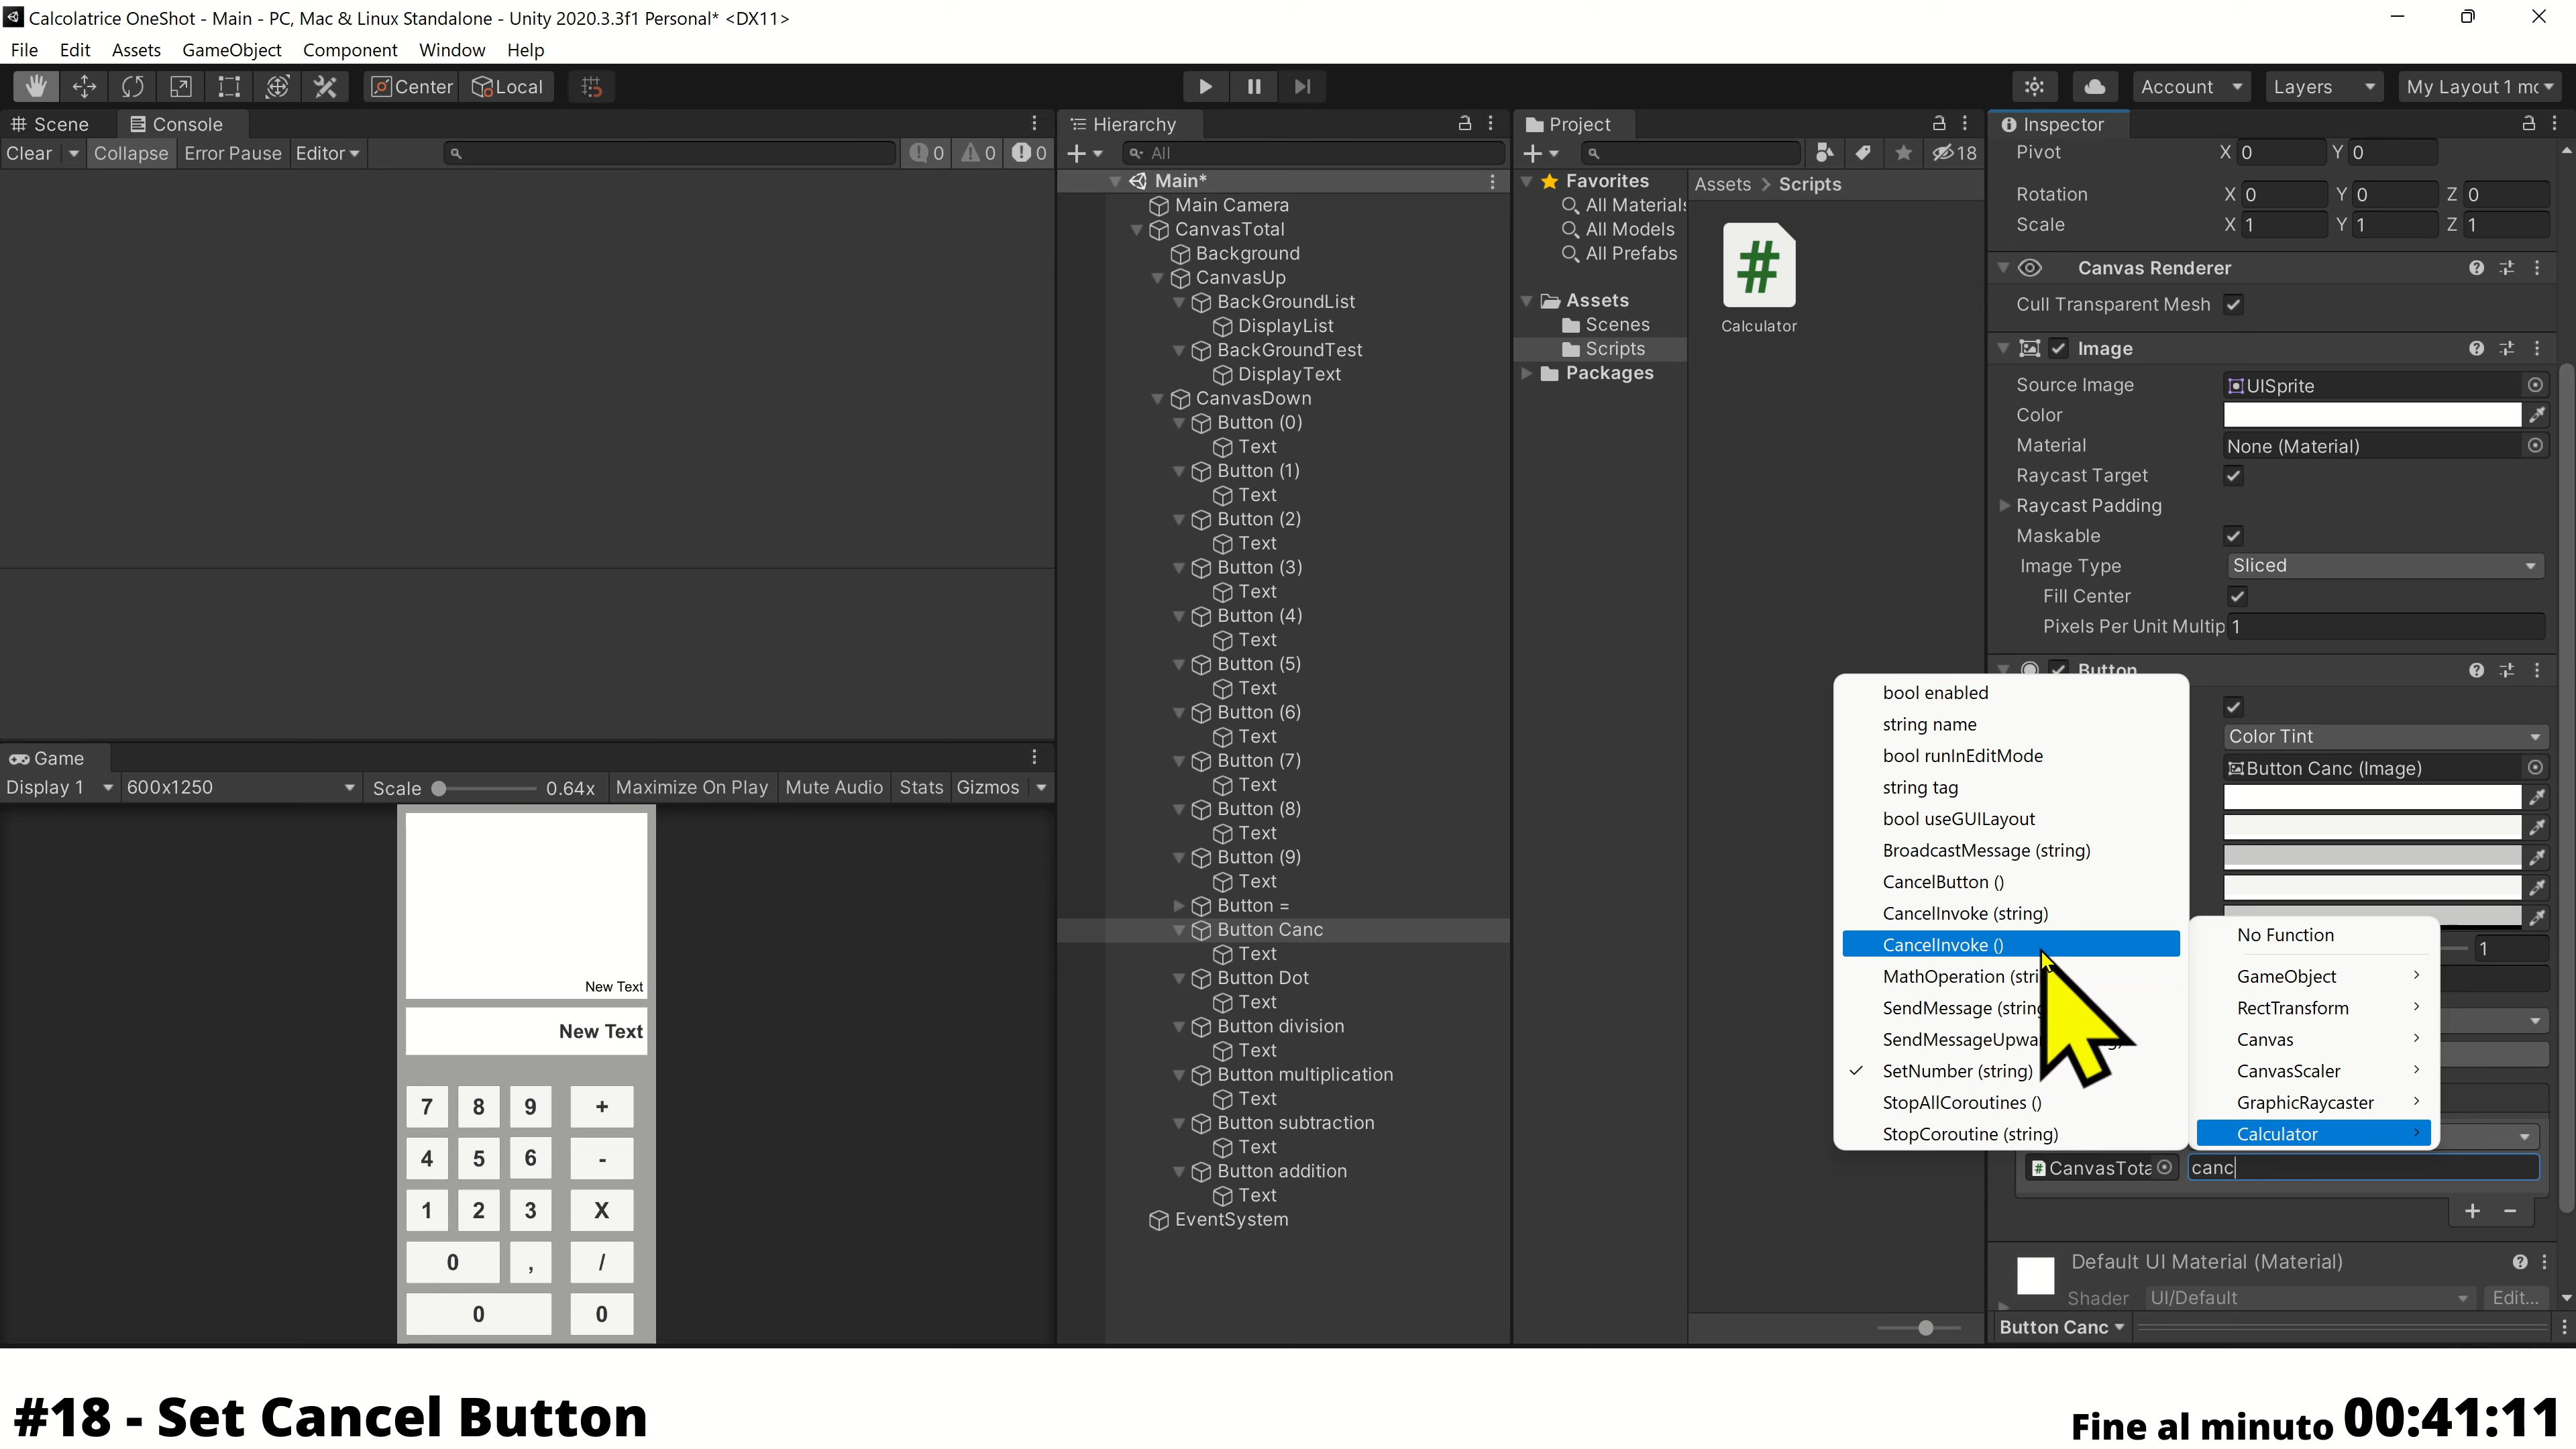 Calcolatrice OneShot - Main - PC, Mac & Linux Standalone - Unity 2020.3.3f1 Personal* <DX11>
File Edit Assets GameObject Component Window Help
Center Local Account Layers My Layout 1
Scene Console
Clear Collapse Error Pause Editor 0 0 0
Game
Display 1 600x1250 Scale 0.64x Maximize On Play Mute Audio Stats Gizmos
New Text
New Text
7 8 9 +
4 5 6 -
1 2 3 X
0 , /
0 0
Hierarchy
All
Main*
Main Camera
CanvasTotal
Background
CanvasUp
BackGroundList
DisplayList
BackGroundTest
DisplayText
CanvasDown
Button (0)
Text
Button (1)
Text
Button (2)
Text
Button (3)
Text
Button (4)
Text
Button (5)
Text
Button (6)
Text
Button (7)
Text
Button (8)
Text
Button (9)
Text
Button =
Button Canc
Text
Button Dot
Text
Button division
Text
Button multiplication
Text
Button subtraction
Text
Button addition
Text
EventSystem
Project
18
Favorites
All Materials
All Models
All Prefabs
Assets
Scenes
Scripts
Packages
Assets > Scripts
#
Calculator
Inspector
Pivot X 0 Y 0
Rotation X 0 Y 0 Z 0
Scale X 1 Y 1 Z 1
Canvas Renderer
Cull Transparent Mesh
Image
Source Image UISprite
Color
Material None (Material)
Raycast Target
Raycast Padding
Maskable
Image Type Sliced
Fill Center
Pixels Per Unit Multip 1
Button
Color Tint
Button Canc (Image)
1
bool enabled
string name
bool runInEditMode
string tag
bool useGUILayout
BroadcastMessage (string)
CancelButton ()
CancelInvoke (string)
CancelInvoke ()
MathOperation (stri
SendMessage (string
SendMessageUpwa
SetNumber (string)
StopAllCoroutines ()
StopCoroutine (string)
No Function
GameObject
RectTransform
Canvas
CanvasScaler
GraphicRaycaster
Calculator
CanvasTota canc
+ -
Default UI Material (Material)
Shader UI/Default Edit...
Button Canc
#18 - Set Cancel Button
Fine al minuto 00:41:11